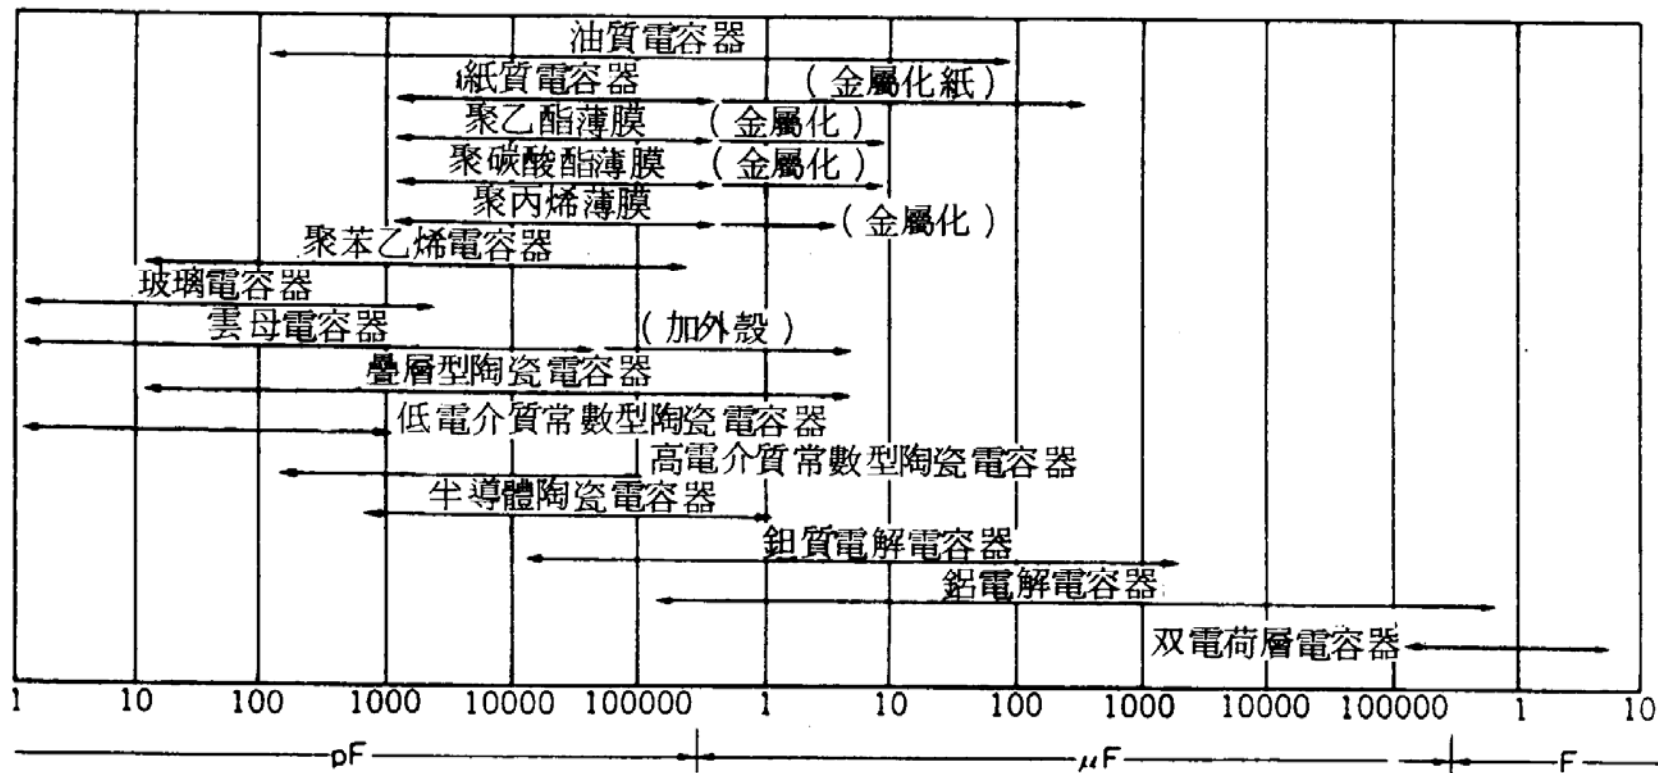 油質電容器
紙質電容器 （金屬化紙）
聚乙酯薄膜 （金屬化）
聚碳酸酯薄膜 （金屬化）
聚丙烯薄膜 （金屬化）
聚苯乙烯電容器
玻璃電容器
雲母電容器 （加外殼）
疊層型陶瓷電容器
低電介質常數型陶瓷電容器
高電介質常數型陶瓷電容器
半導體陶瓷電容器
鉭質電解電容器
鋁電解電容器
双電荷層電容器
1 10 100 1000 10000 100000 1 10 100 1000 10000 100000 1 10
pF μF F